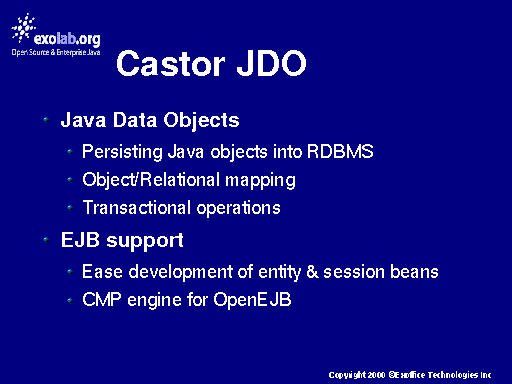 exolab.org
Open Source & Enterprise Java
Castor JDO
Java Data Objects
Persisting Java objects into RDBMS
Object/Relational mapping
Transactional operations
EJB support
Ease development of entity & session beans
CMP engine for OpenEJB
Copyright 2000 ©Exoffice Technologies Inc